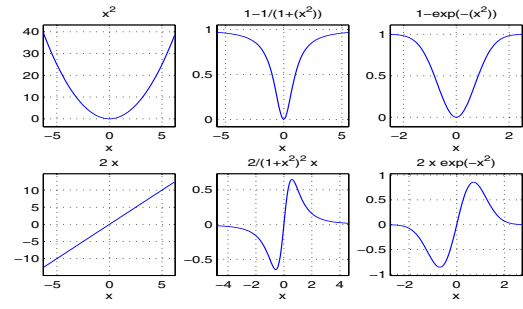 x²
40
30
20
10
0
−5 0 5
x
1−1/(1+(x²))
1
0.5
0
−5 0 5
x
1−exp(−(x²))
1
0.5
0
−2 0 2
x
2 x
10
5
0
−5
−10
−5 0 5
x
2/(1+x²)² x
0.5
0
−0.5
−4 −2 0 2 4
x
2 x exp(−x²)
1
0.5
0
−0.5
−1
−2 0 2
x